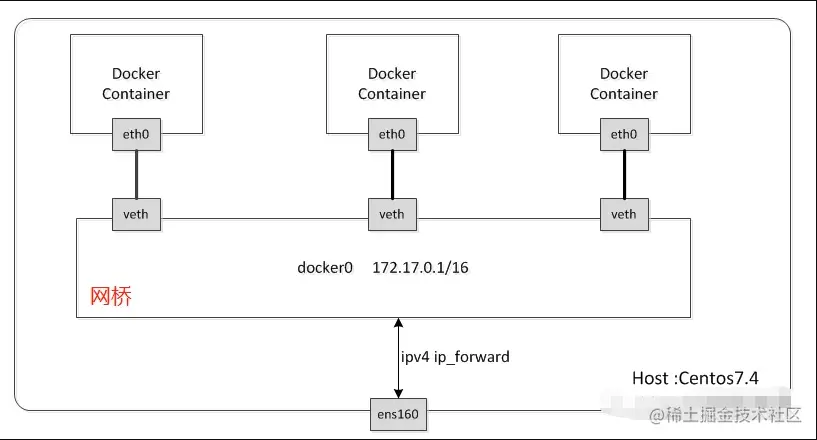 Docker
Container
Docker
Container
Docker
Container
eth0
eth0
eth0
veth
veth
veth
docker0 172.17.0.1/16
网桥
ipv4 ip_forward
Host :Centos7.4
ens160
@稀土掘金技术社区